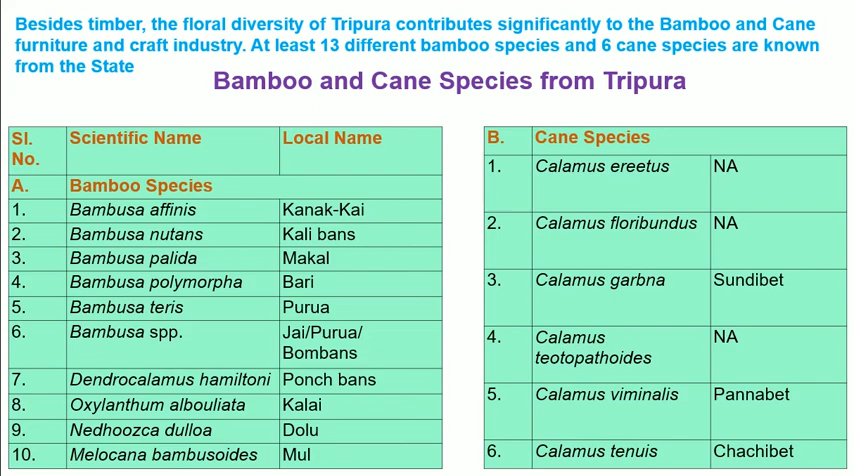 Besides timber, the floral diversity of Tripura contributes significantly to the Bamboo and Cane
furniture and craft industry. At least 13 different bamboo species and 6 cane species are known
from the State
Bamboo and Cane Species from Tripura
Sl. No. Scientific Name Local Name
A. Bamboo Species
1. Bambusa affinis Kanak-Kai
2. Bambusa nutans Kali bans
3. Bambusa palida Makal
4. Bambusa polymorpha Bari
5. Bambusa teris Purua
6. Bambusa spp. Jai/Purua/
Bombans
7. Dendrocalamus hamiltoni Ponch bans
8. Oxylanthum albouliata Kalai
9. Nedhoozca dulloa Dolu
10. Melocana bambusoides Mul
B. Cane Species
1. Calamus ereetus NA
2. Calamus floribundus NA
3. Calamus garbna Sundibet
4. Calamus NA
teotopathoides
5. Calamus viminalis Pannabet
6. Calamus tenuis Chachibet